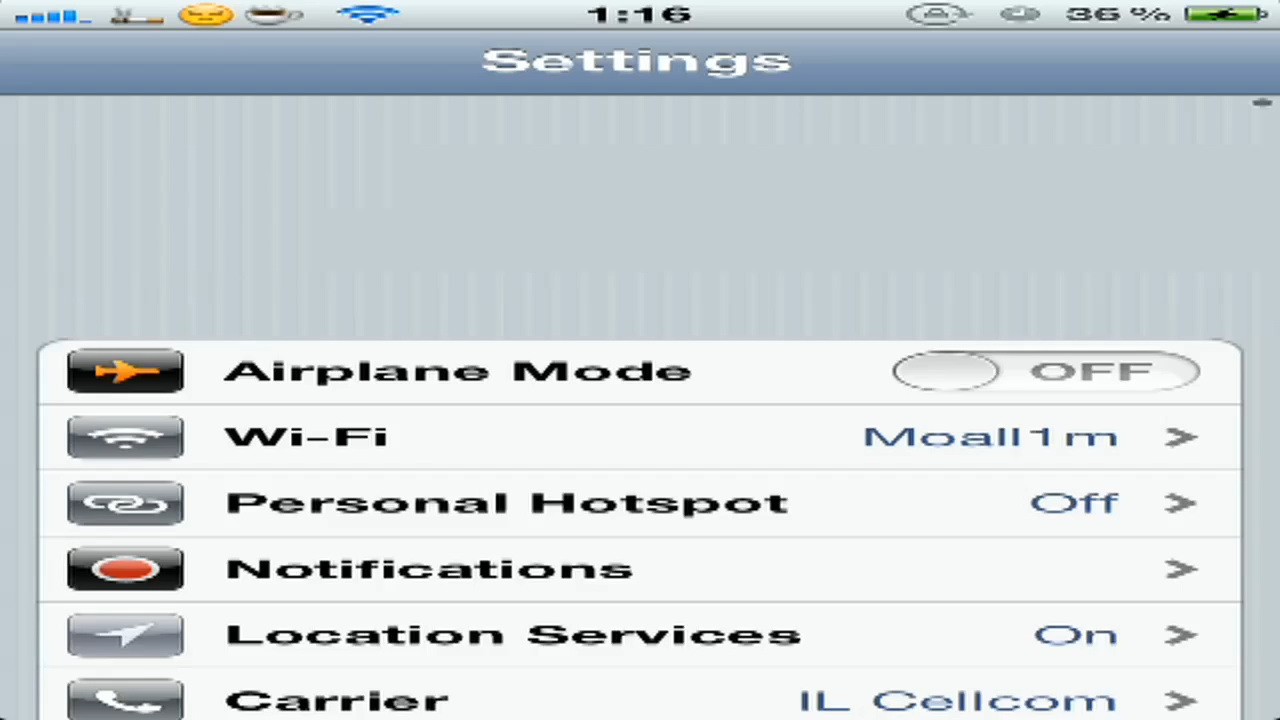 1:16 36 %
Settings
Airplane Mode OFF
Wi-Fi Moall1m
Personal Hotspot Off
Notifications
Location Services On
Carrier IL Cellcom